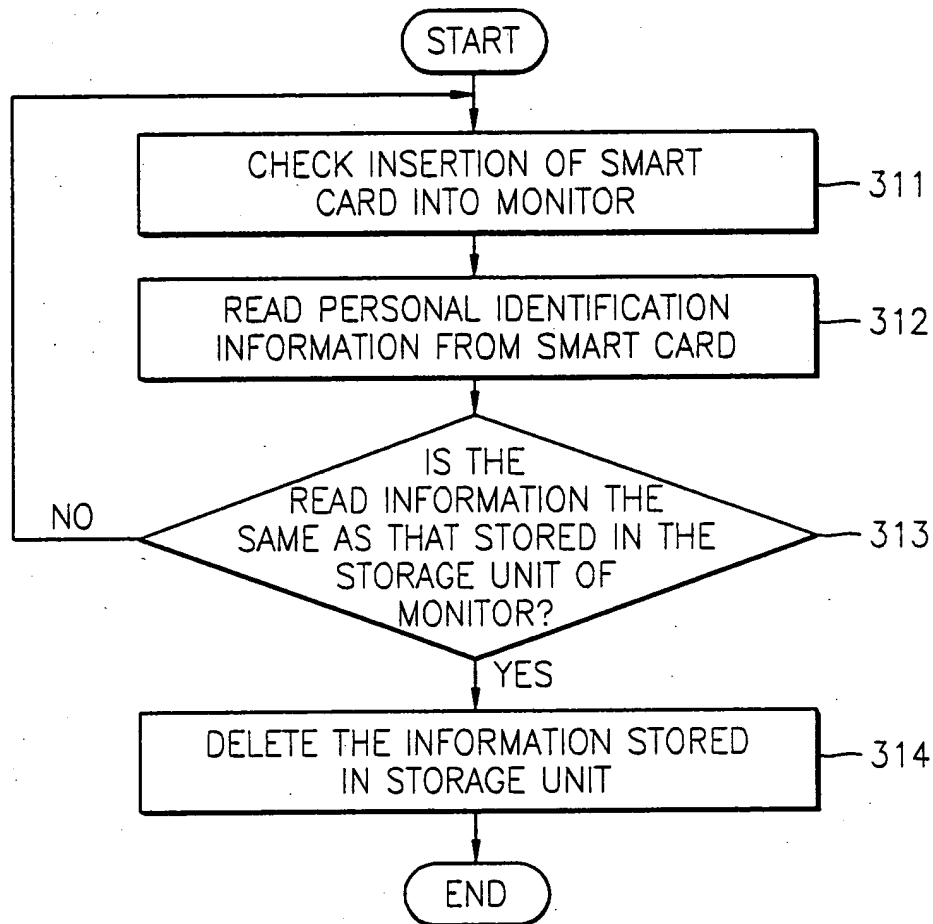 START
CHECK INSERTION OF SMART
CARD INTO MONITOR
311
READ PERSONAL IDENTIFICATION
INFORMATION FROM SMART CARD
312
IS THE
READ INFORMATION THE
SAME AS THAT STORED IN THE
STORAGE UNIT OF
MONITOR?
313
NO
YES
DELETE THE INFORMATION STORED
IN STORAGE UNIT
314
END